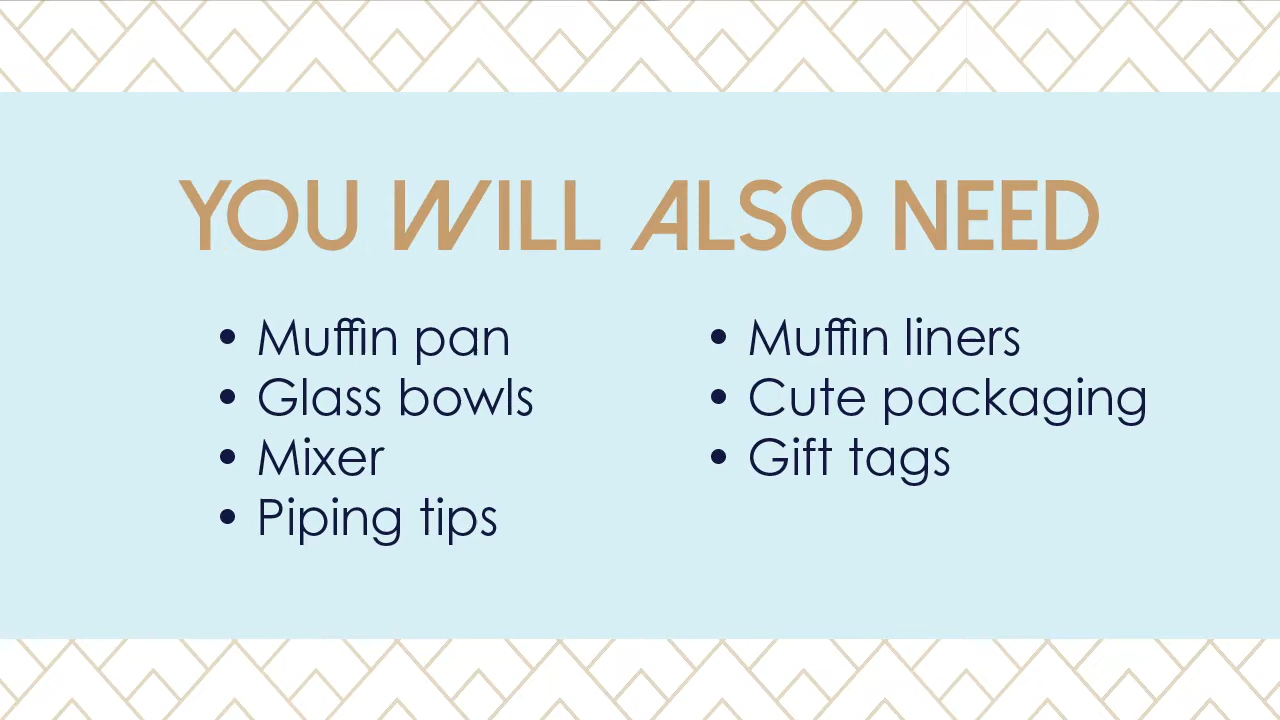 YOU WILL ALSO NEED
• Muffin pan
• Glass bowls
• Mixer
• Piping tips
• Muffin liners
• Cute packaging
• Gift tags